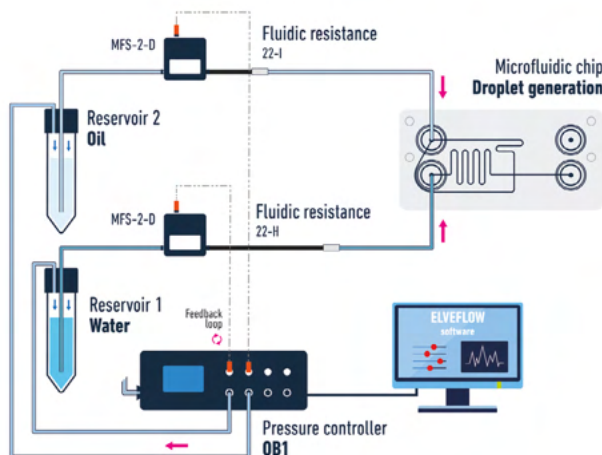 MFS-2-D
Fluidic resistance
22-I
Microfluidic chip
Droplet generation
Reservoir 2
Oil
MFS-2-D
Fluidic resistance
22-H
Reservoir 1
Water
Feedback
loop
ELVEFLOW
software
Pressure controller
OB1